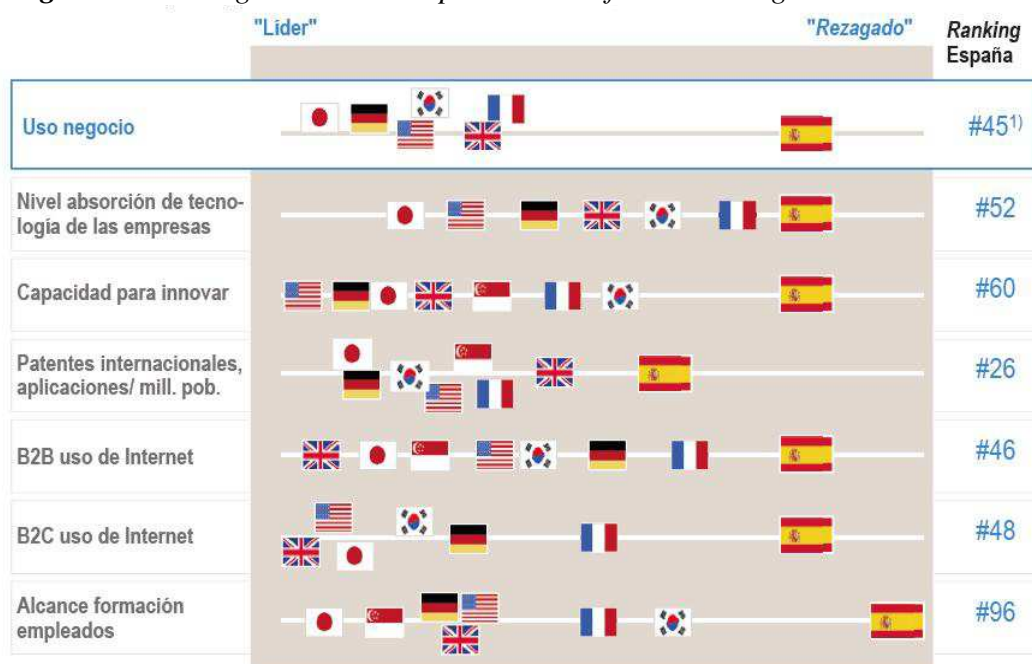 "Líder"
"Rezagado"
Ranking
España
Uso negocio
#45¹⁾
Nivel absorción de tecno-
logía de las empresas
#52
Capacidad para innovar
#60
Patentes internacionales,
aplicaciones/ mill. pob.
#26
B2B uso de Internet
#46
B2C uso de Internet
#48
Alcance formación
empleados
#96